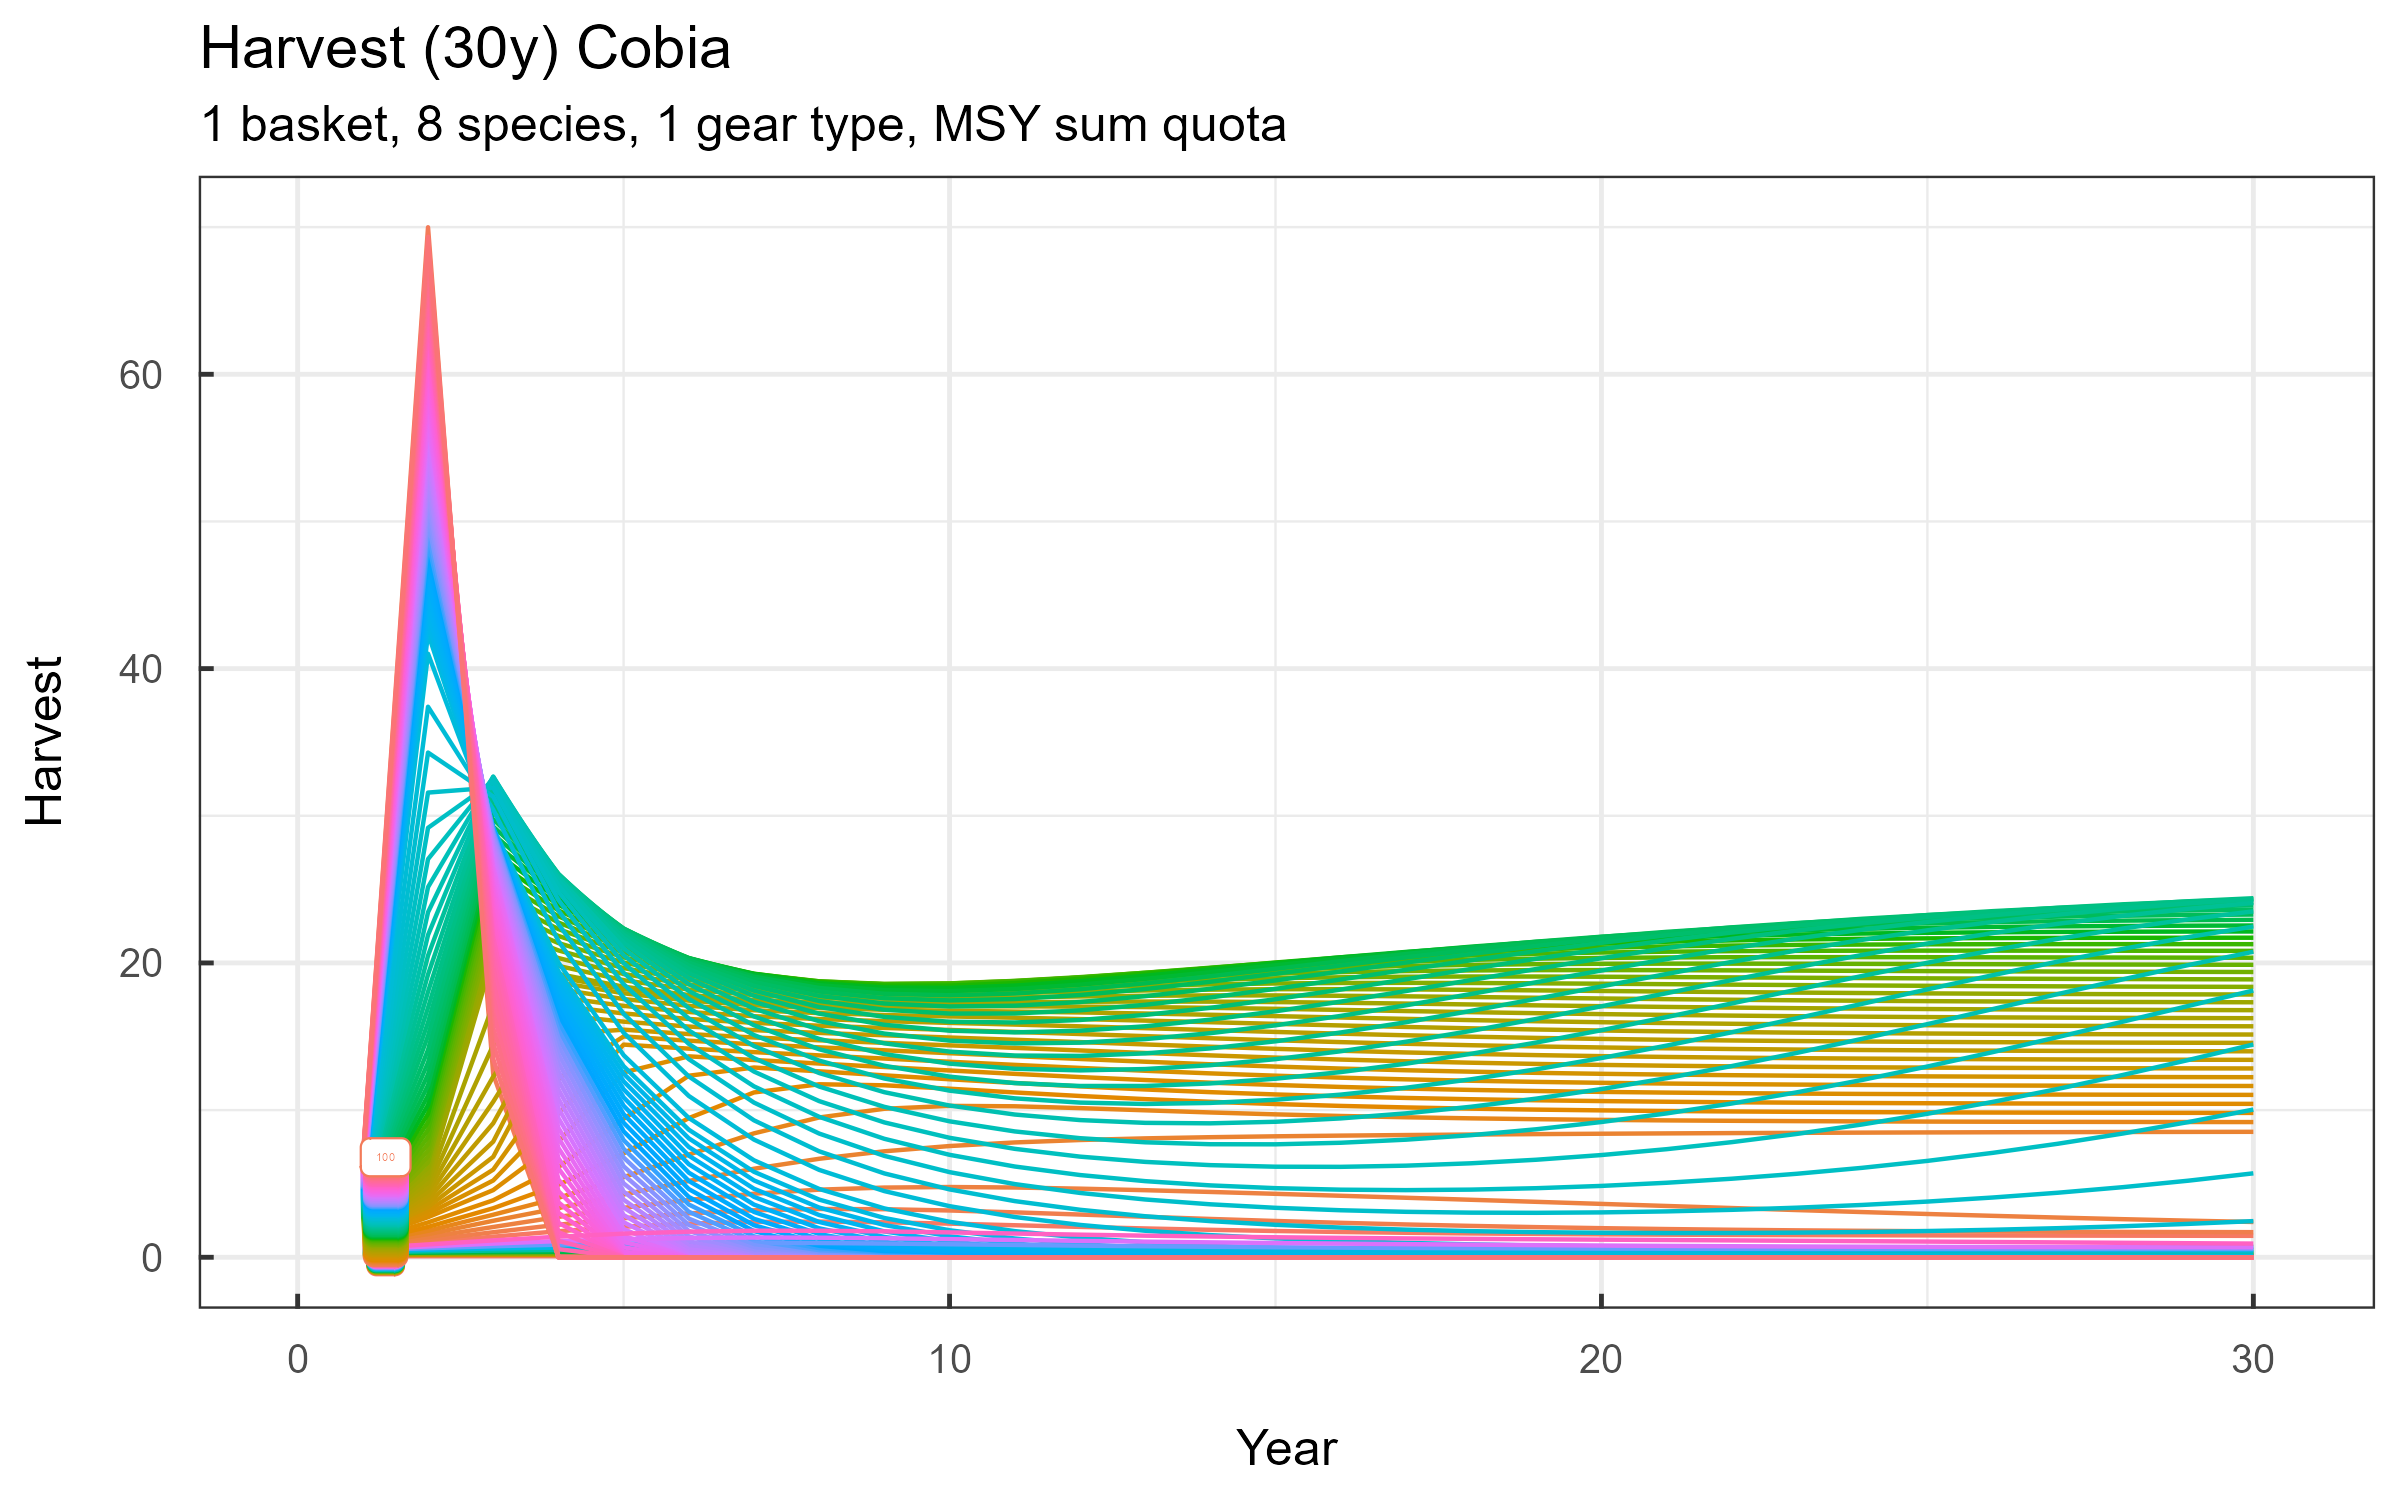 Harvest (30y) Cobia
1 basket, 8 species, 1 gear type, MSY sum quota
Harvest
60
40
20
0
100
0 10 20 30
Year